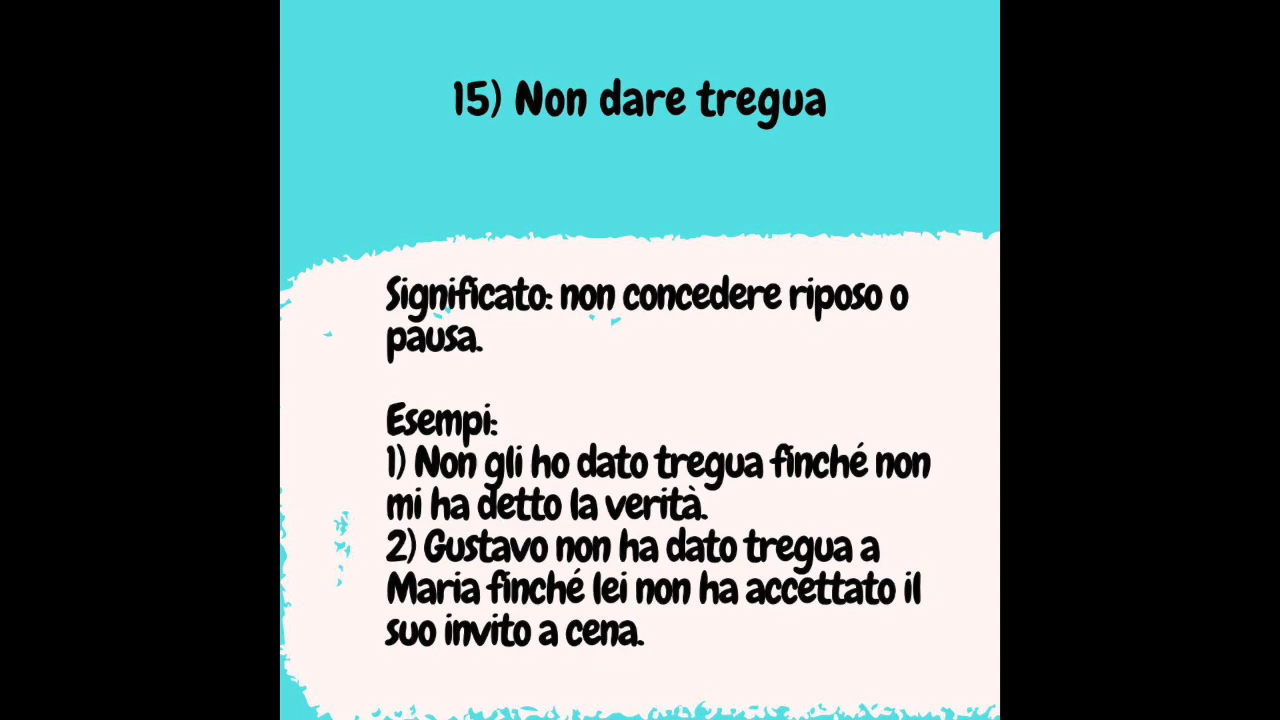 15) Non dare tregua
Significato: non concedere riposo o
pausa.
Esempi:
1) Non gli ho dato tregua finché non
mi ha detto la verità.
2) Gustavo non ha dato tregua a
Maria finché lei non ha accettato il
suo invito a cena.